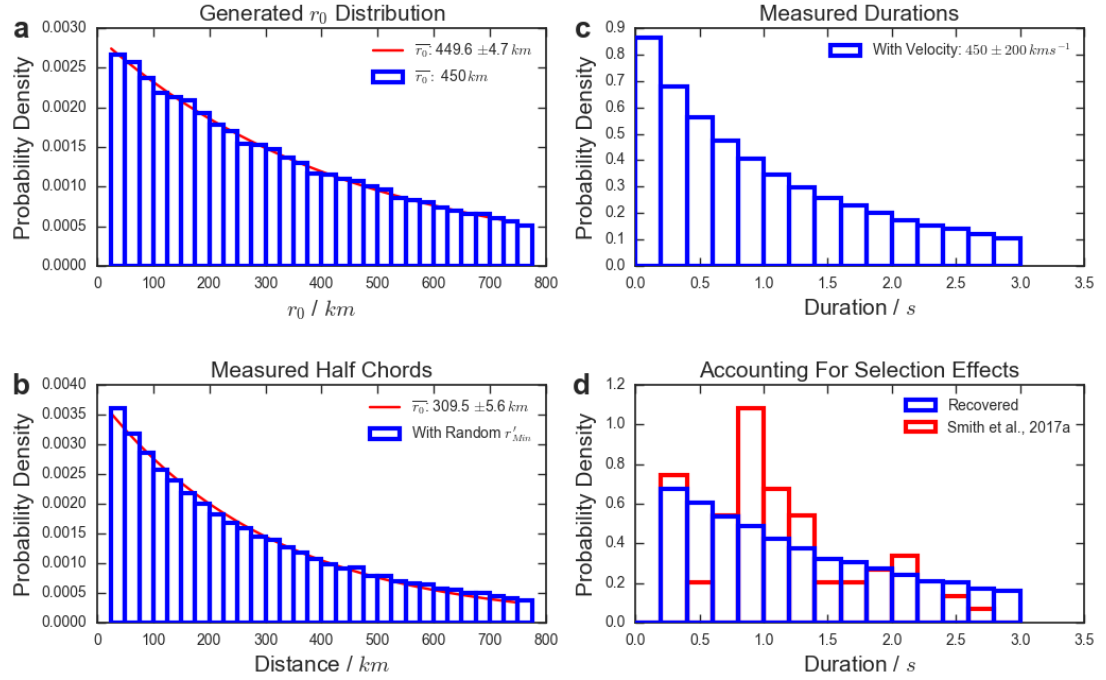 a
Generated r₀ Distribution
r̅₀: 449.6 ±4.7 km
r̅₀: 450 km
Probability Density
0.0030
0.0025
0.0020
0.0015
0.0010
0.0005
0.0000
0 100 200 300 400 500 600 700 800
r₀ / km
c
Measured Durations
With Velocity: 450 ± 200 kms⁻¹
Probability Density
0.9
0.8
0.7
0.6
0.5
0.4
0.3
0.2
0.1
0.0
0.0 0.5 1.0 1.5 2.0 2.5 3.0 3.5
Duration / s
b
Measured Half Chords
r̅₀: 309.5 ±5.6 km
With Random r′Min
Probability Density
0.0040
0.0035
0.0030
0.0025
0.0020
0.0015
0.0010
0.0005
0.0000
0 100 200 300 400 500 600 700 800
Distance / km
d
Accounting For Selection Effects
Recovered
Smith et al., 2017a
Probability Density
1.2
1.0
0.8
0.6
0.4
0.2
0.0
0.0 0.5 1.0 1.5 2.0 2.5 3.0 3.5
Duration / s